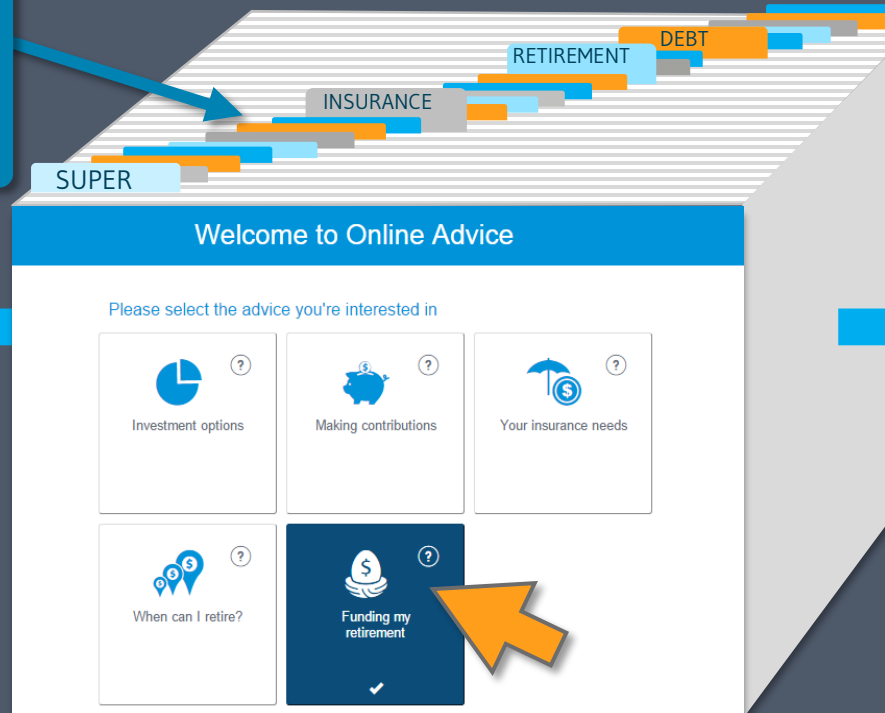 DEBT
RETIREMENT
INSURANCE
SUPER
Welcome to Online Advice
Please select the advice you're interested in
?
?
?
$
$
Investment options
Making contributions
Your insurance needs
?
?
$ $ $
$
When can I retire?
Funding my
retirement